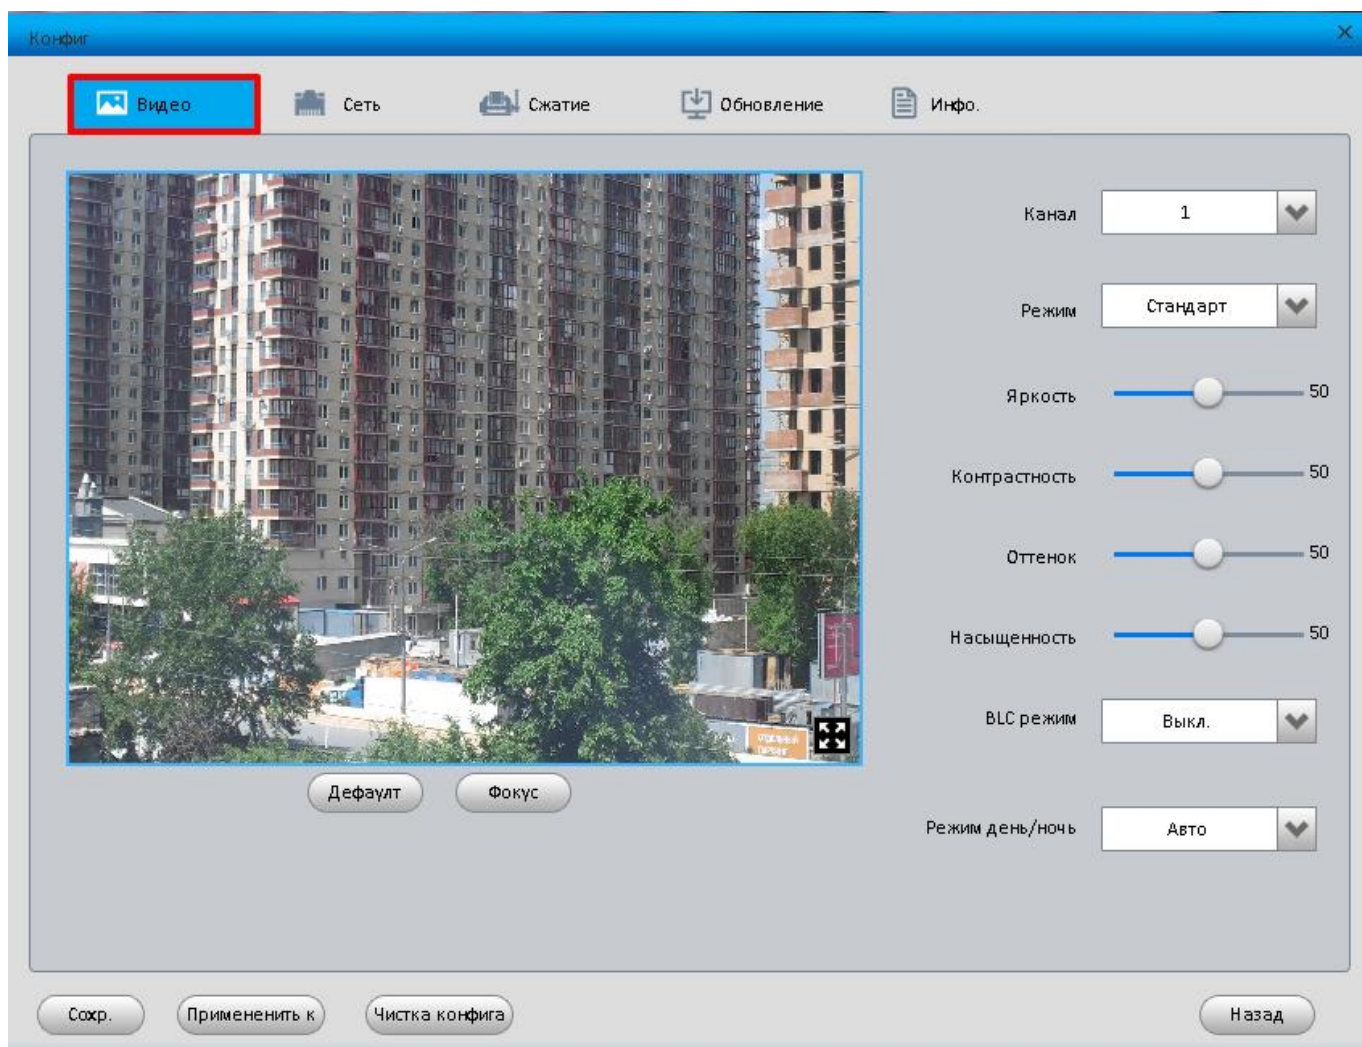 Конфиг
Видео
Сеть
Сжатие
Обновление
Инфо.
Канал 1
Режим Стандарт
Яркость 50
Контрастность 50
Оттенок 50
Насыщенность 50
BLC режим Выкл.
Режим день/ночь Авто
Дефаулт
Фокус
Сохр.
Примененить к
Чистка конфига
Назад